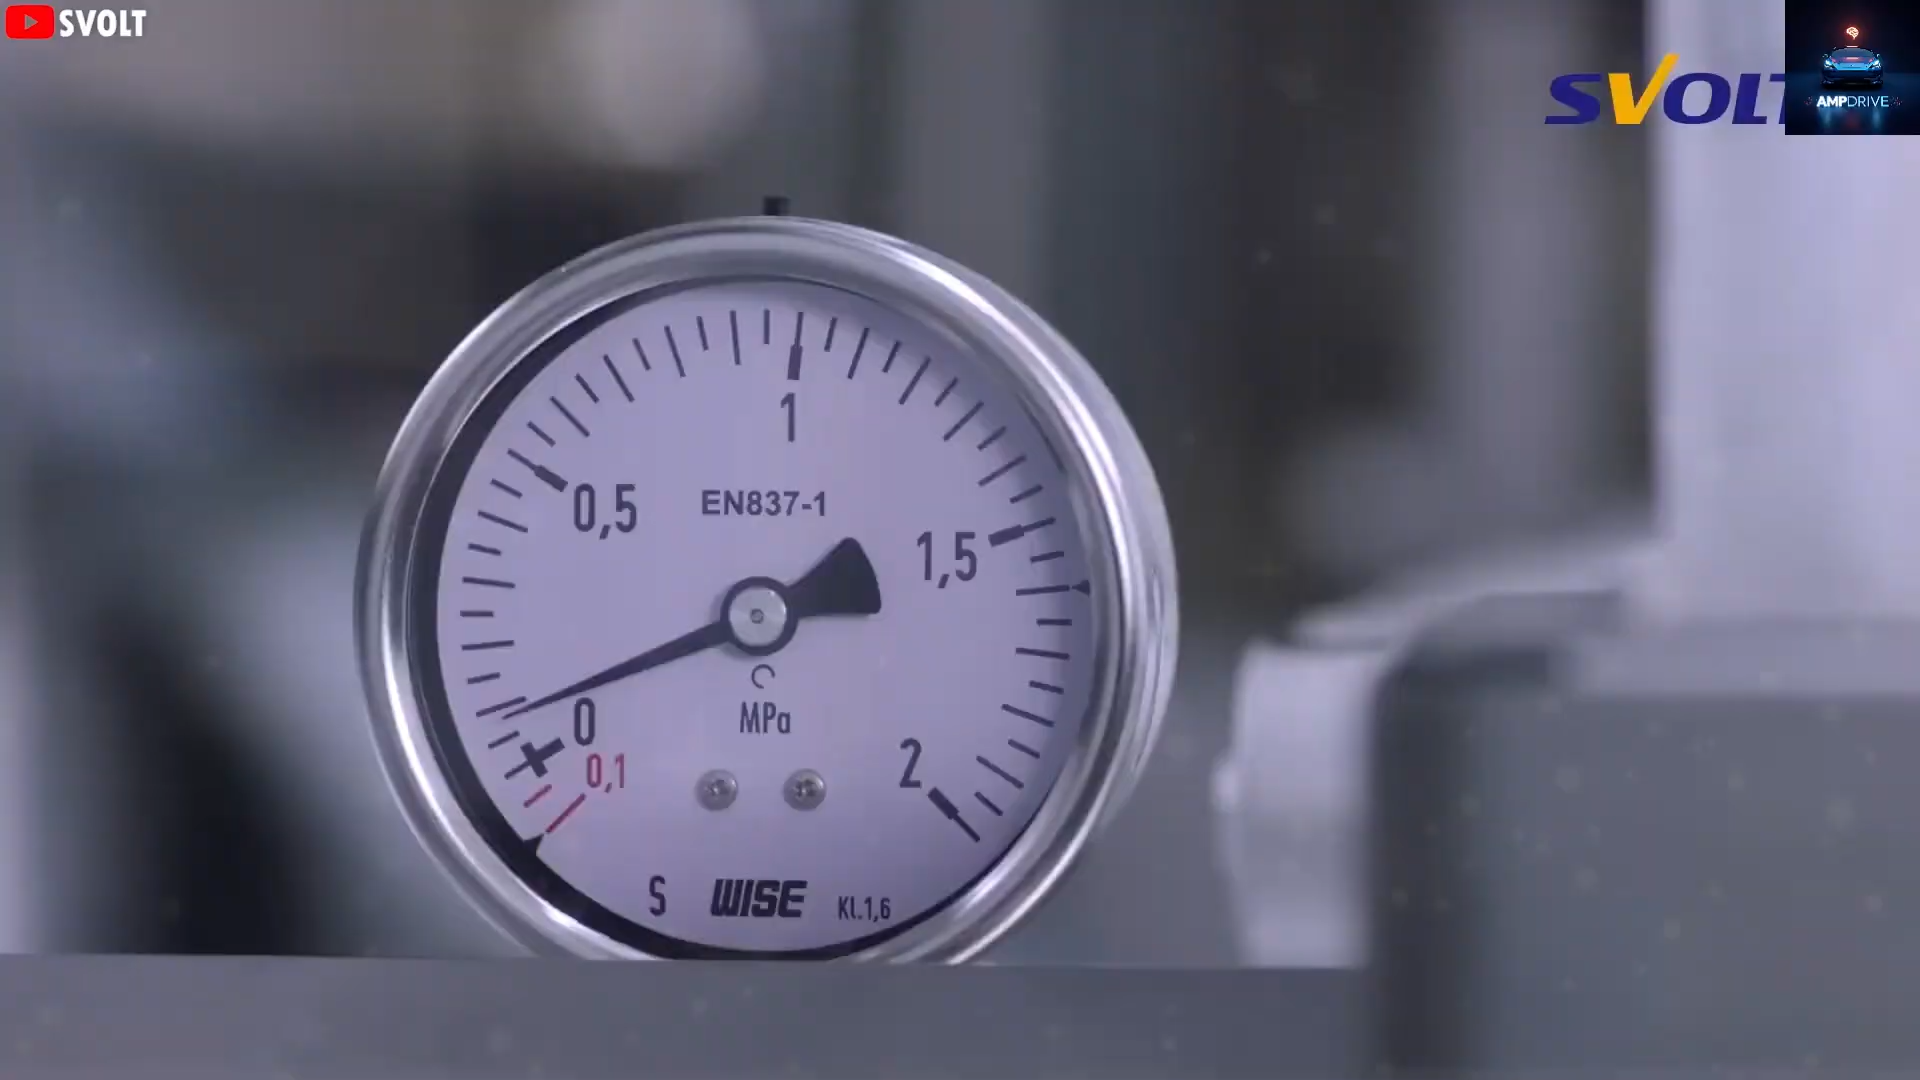 SVOLT
SVOLT
AMPDRIVE
1
0,5
EN837-1
1,5
0
MPa
0,1
2
S
WISE
Kl.1,6